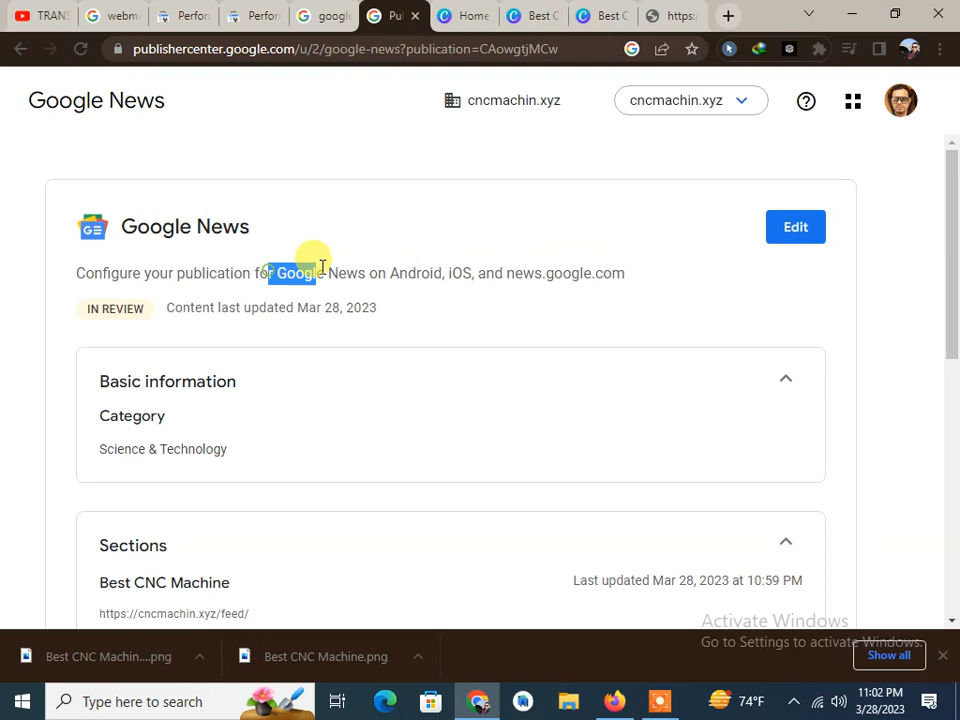 TRANS
webm
Perfor
Perfor
google
Pul
Home
Best C
Best C
https:/
publishercenter.google.com/u/2/google-news?publication=CAowgtjMCw
Google News
cncmachin.xyz
cncmachin.xyz
Google News
Edit
Configure your publication for Google News on Android, iOS, and news.google.com
IN REVIEW
Content last updated Mar 28, 2023
Basic information
Category
Science & Technology
Sections
Best CNC Machine
Last updated Mar 28, 2023 at 10:59 PM
https://cncmachin.xyz/feed/
Activate Windows
Go to Settings to activate Windows.
Best CNC Machin....png
Best CNC Machine.png
Show all
Type here to search
74°F
11:02 PM
3/28/2023